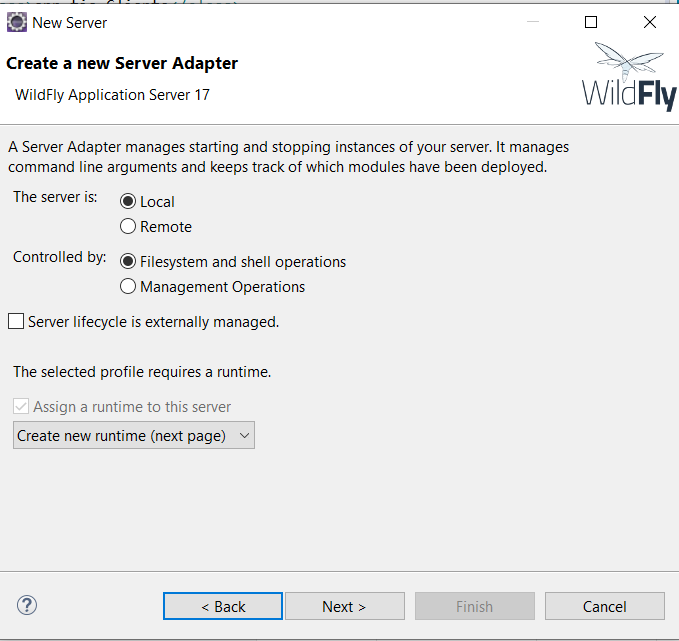 New Server
Create a new Server Adapter
WildFly Application Server 17
WildFly
A Server Adapter manages starting and stopping instances of your server. It manages
command line arguments and keeps track of which modules have been deployed.
The server is:
Local
Remote
Controlled by:
Filesystem and shell operations
Management Operations
Server lifecycle is externally managed.
The selected profile requires a runtime.
Assign a runtime to this server
Create new runtime (next page)
?
< Back
Next >
Finish
Cancel